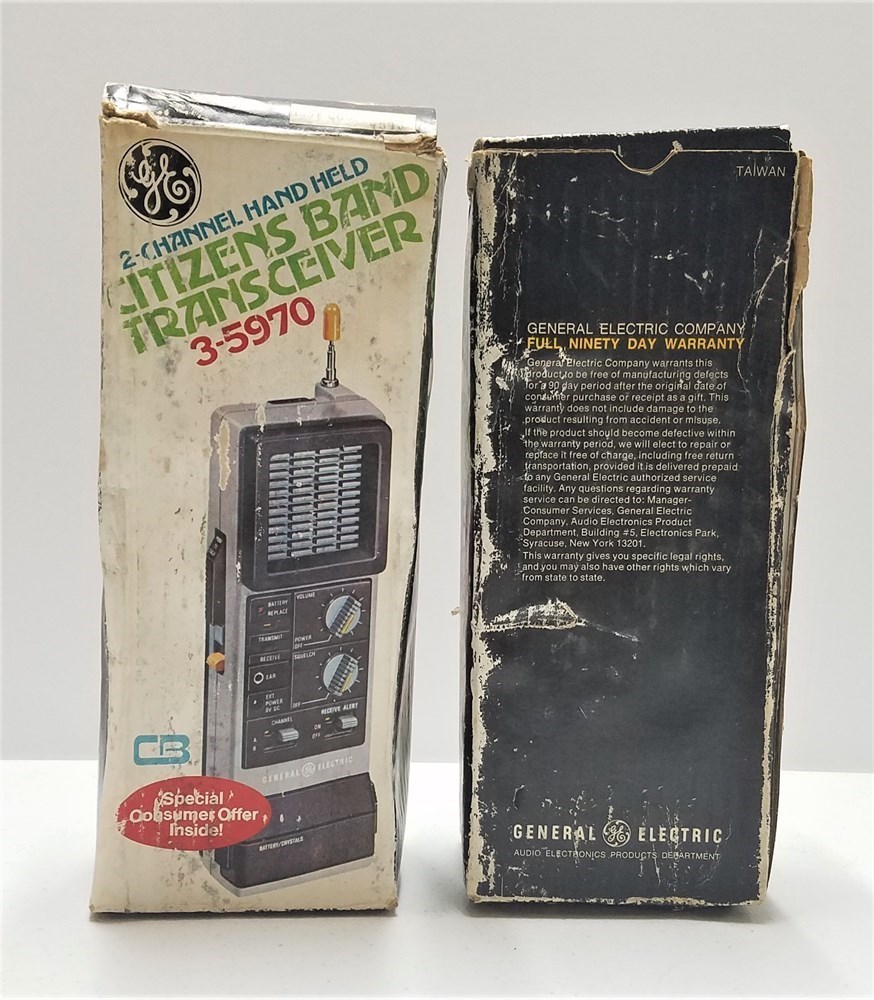 GE
2-CHANNEL HAND HELD
CITIZENS BAND
TRANSCEIVER
3-5970
BATTERY
REPLACE
VOLUME
TRANSMIT
POWER
OFF
RECEIVE
SQUELCH
EAR
EXT.
POWER
9V DC
OFF
CHANNEL
RECEIVE ALERT
A
B
ON
OFF
GENERAL GE ELECTRIC
CB
Special
Consumer Offer
Inside!
BATTERY/CRYSTALS
TAIWAN
GENERAL ELECTRIC COMPANY
FULL NINETY DAY WARRANTY
General Electric Company warrants this
product to be free of manufacturing defects
for a 90 day period after the original date of
consumer purchase or receipt as a gift. This
warranty does not include damage to the
product resulting from accident or misuse.
If the product should become defective within
the warranty period, we will elect to repair or
replace it free of charge, including free return
transportation, provided it is delivered prepaid
to any General Electric authorized service
facility. Any questions regarding warranty
service can be directed to: Manager-
Consumer Services, General Electric
Company, Audio Electronics Product
Department, Building #5, Electronics Park,
Syracuse, New York 13201.
This warranty gives you specific legal rights,
and you may also have other rights which vary
from state to state.
GENERAL GE ELECTRIC
AUDIO ELECTRONICS PRODUCTS DEPARTMENT